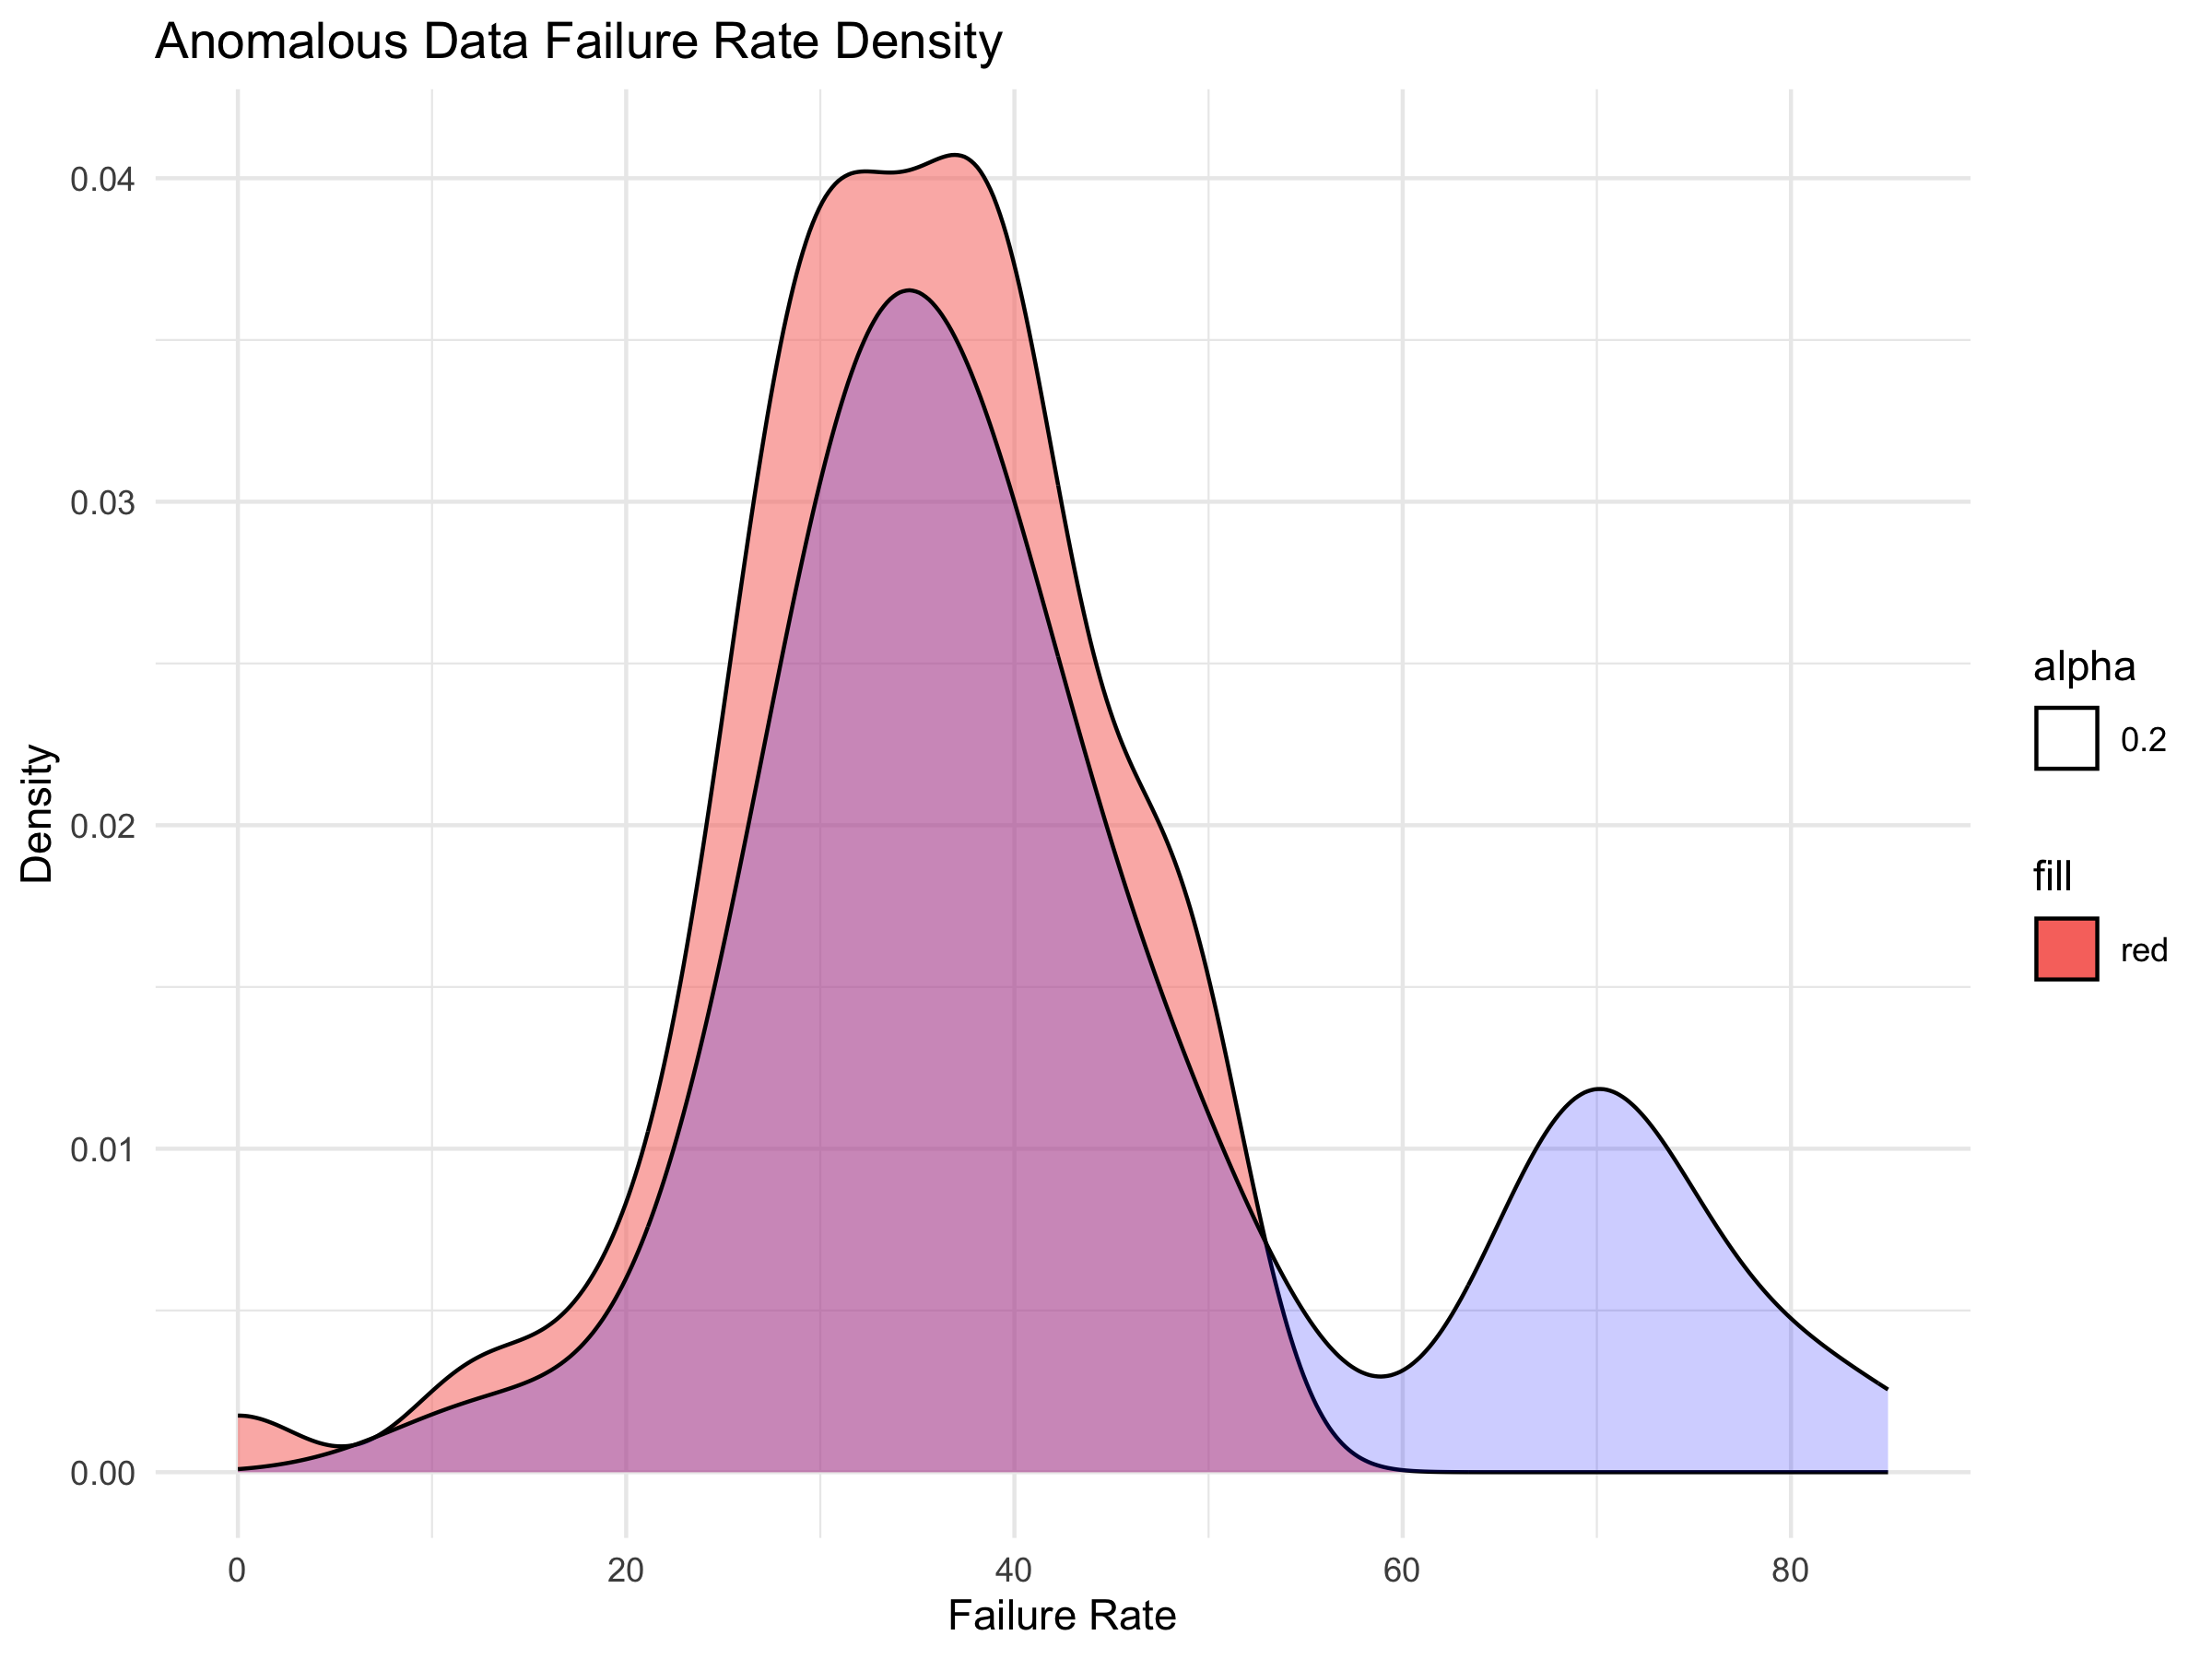 Anomalous Data Failure Rate Density
0.04
0.03
0.02
0.01
0.00
Density
0
20
40
60
80
Failure Rate
alpha
0.2
fill
red